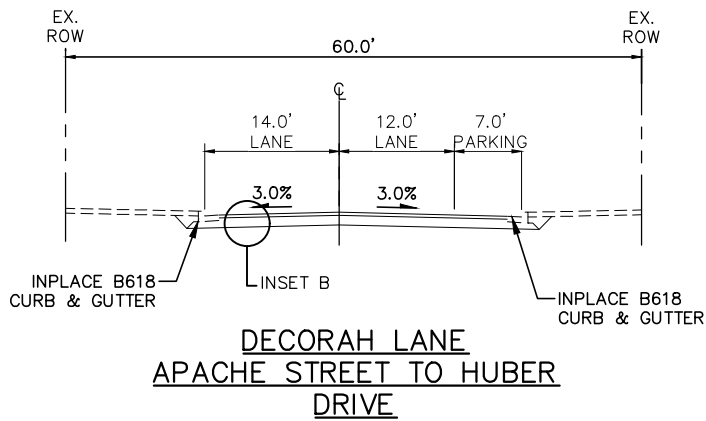 EX.
ROW
EX.
ROW
60.0'
℄
14.0'
LANE
12.0'
LANE
7.0'
PARKING
3.0%
3.0%
INPLACE B618
CURB & GUTTER
INSET B
INPLACE B618
CURB & GUTTER
DECORAH LANE
APACHE STREET TO HUBER
DRIVE